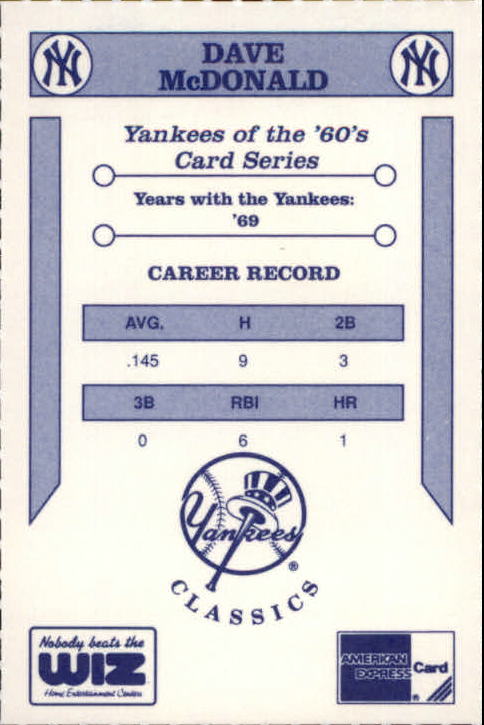 DAVE
McDONALD
Yankees of the '60's
Card Series
Years with the Yankees:
'69
CAREER RECORD
AVG. H 2B
.145 9 3
3B RBI HR
0 6 1
Yankees
®
CLASSICS
Nobody beats the
WIZ
Home Entertainment Centers
AMERICAN
EXPRESS
®
Card